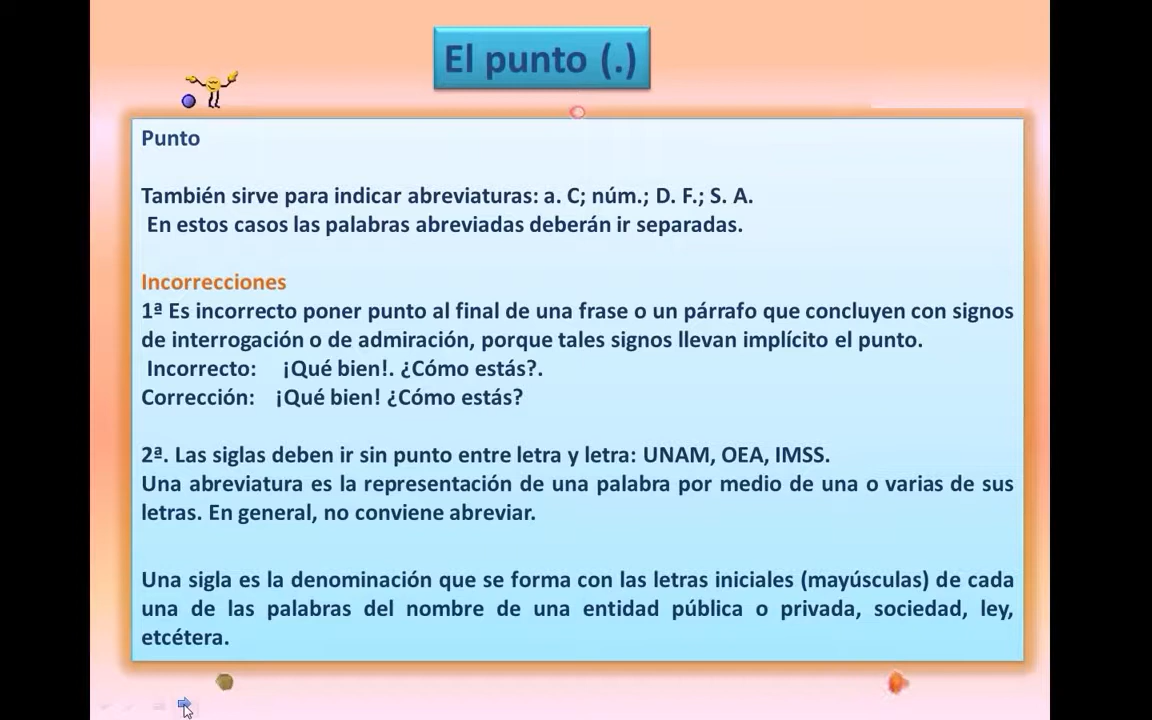 El punto (.)
Punto
También sirve para indicar abreviaturas: a. C; núm.; D. F.; S. A.
En estos casos las palabras abreviadas deberán ir separadas.
Incorrecciones
1ª Es incorrecto poner punto al final de una frase o un párrafo que concluyen con signos
de interrogación o de admiración, porque tales signos llevan implícito el punto.
Incorrecto: ¡Qué bien!. ¿Cómo estás?.
Corrección: ¡Qué bien! ¿Cómo estás?
2ª. Las siglas deben ir sin punto entre letra y letra: UNAM, OEA, IMSS.
Una abreviatura es la representación de una palabra por medio de una o varias de sus
letras. En general, no conviene abreviar.
Una sigla es la denominación que se forma con las letras iniciales (mayúsculas) de cada
una de las palabras del nombre de una entidad pública o privada, sociedad, ley,
etcétera.